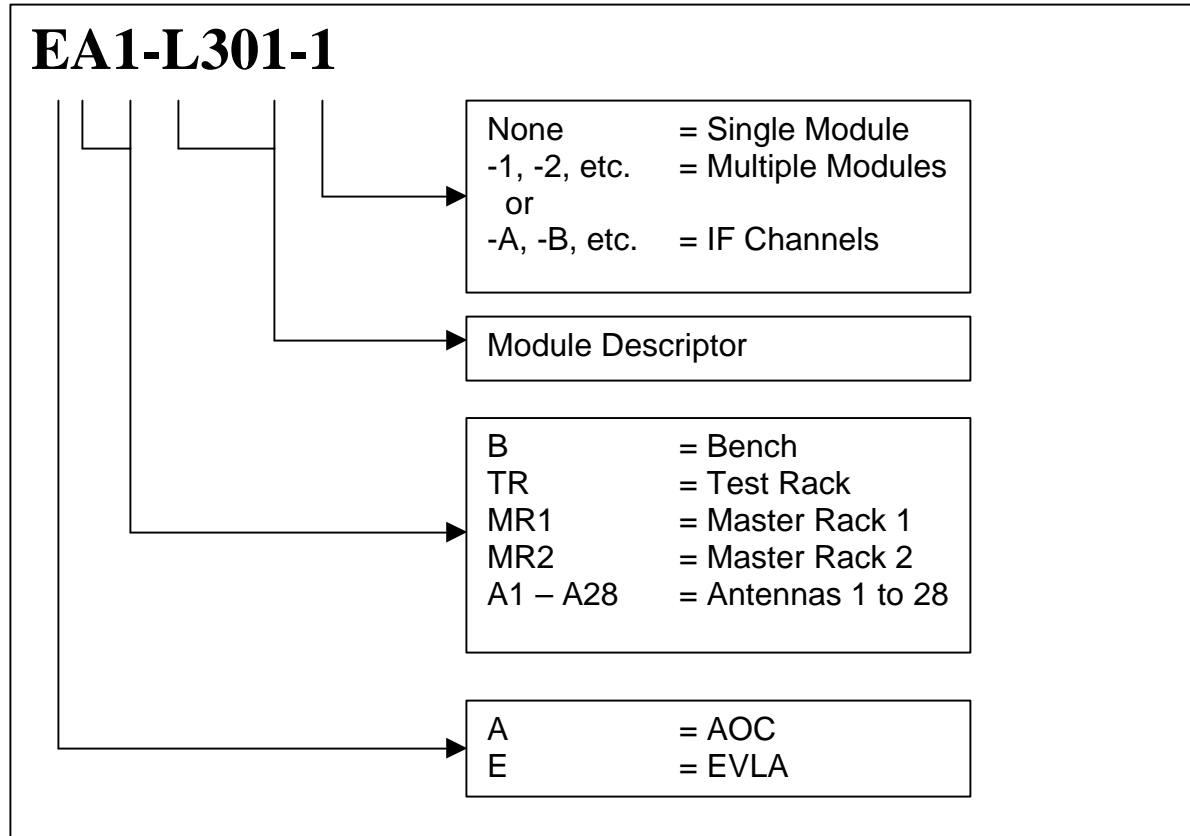 EA1-L301-1
None = Single Module
-1, -2, etc. = Multiple Modules
or
-A, -B, etc. = IF Channels
Module Descriptor
B = Bench
TR = Test Rack
MR1 = Master Rack 1
MR2 = Master Rack 2
A1 – A28 = Antennas 1 to 28
A = AOC
E = EVLA